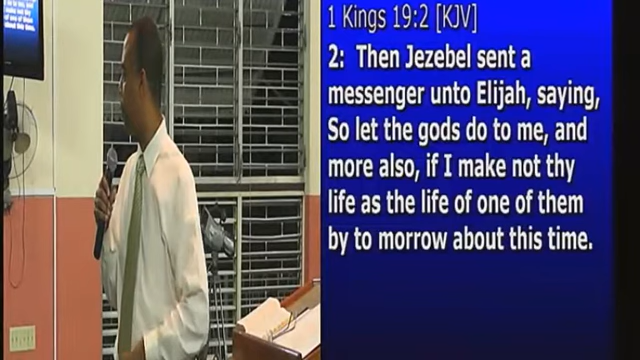 1 Kings 19:2 [KJV]
2: Then Jezebel sent a
messenger unto Elijah, saying,
So let the gods do to me, and
more also, if I make not thy
life as the life of one of them
by to morrow about this time.